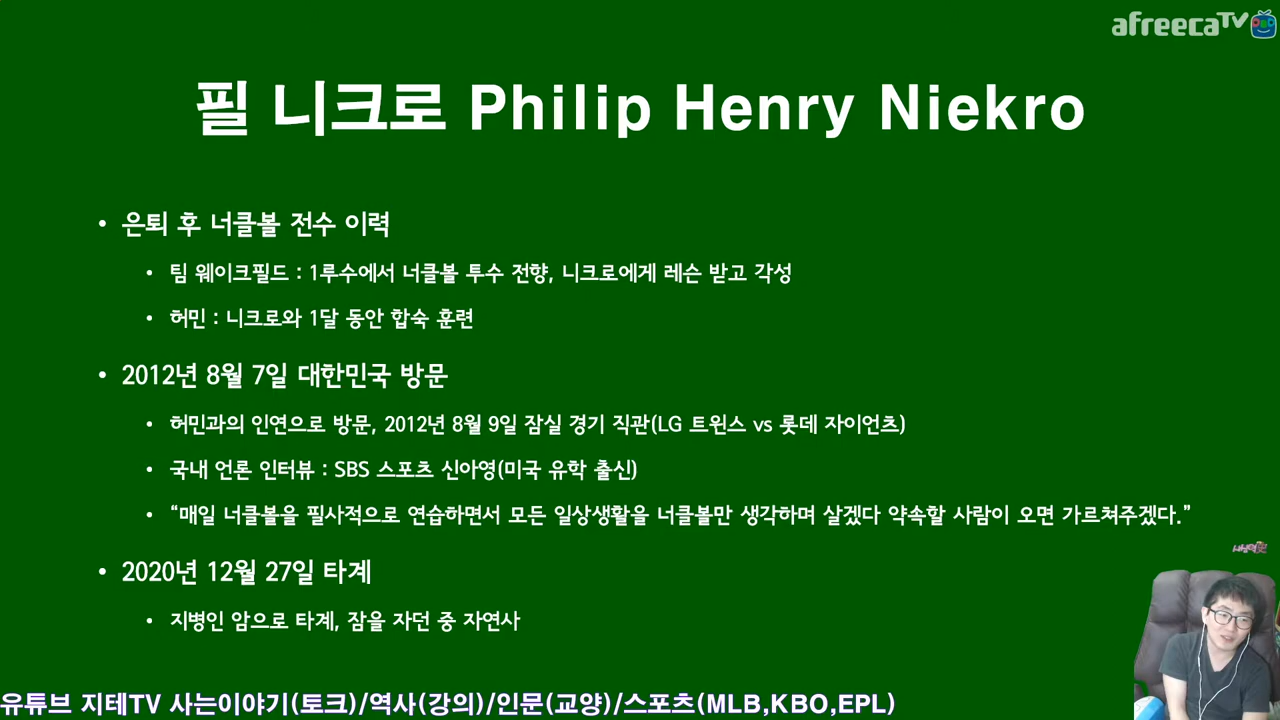 afreecaTV
필 니크로 Philip Henry Niekro
• 은퇴 후 너클볼 전수 이력
• 팀 웨이크필드 : 1루수에서 너클볼 투수 전향, 니크로에게 레슨 받고 각성
• 허민 : 니크로와 1달 동안 합숙 훈련
• 2012년 8월 7일 대한민국 방문
• 허민과의 인연으로 방문, 2012년 8월 9일 잠실 경기 직관(LG 트윈스 vs 롯데 자이언츠)
• 국내 언론 인터뷰 : SBS 스포츠 신아영(미국 유학 출신)
• “매일 너클볼을 필사적으로 연습하면서 모든 일상생활을 너클볼만 생각하며 살겠다 약속할 사람이 오면 가르쳐주겠다.”
• 2020년 12월 27일 타계
• 지병인 암으로 타계, 잠을 자던 중 자연사
유튜브 지테TV 사는이야기(토크)/역사(강의)/인문(교양)/스포츠(MLB,KBO,EPL)